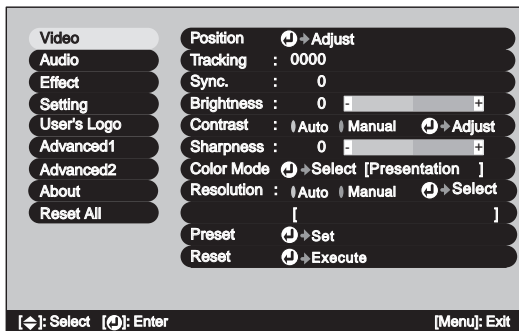 Video
Audio
Effect
Setting
User's Logo
Advanced1
Advanced2
About
Reset All
Position Adjust
Tracking : 0000
Sync. : 0
Brightness : 0 - +
Contrast : Auto Manual Adjust
Sharpness : 0 - +
Color Mode Select [Presentation ]
Resolution : Auto Manual Select
[ ]
Preset Set
Reset Execute
[ ]: Select [ ]: Enter [Menu]: Exit